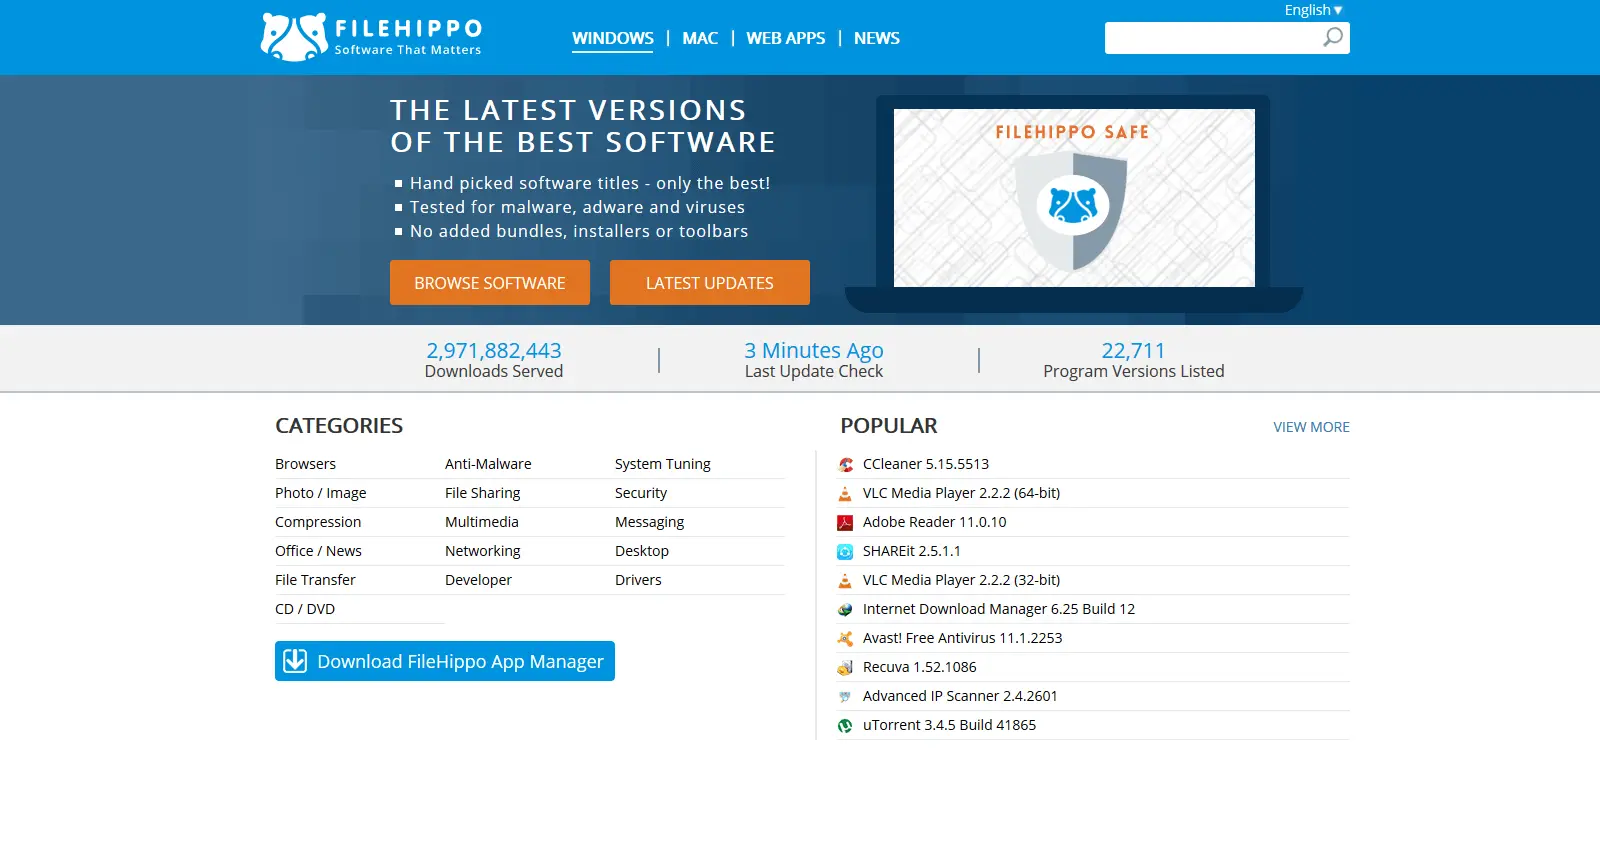 English▼
FILEHIPPO
Software That Matters
WINDOWS | MAC | WEB APPS | NEWS
THE LATEST VERSIONS
OF THE BEST SOFTWARE
Hand picked software titles - only the best!
Tested for malware, adware and viruses
No added bundles, installers or toolbars
BROWSE SOFTWARE
LATEST UPDATES
FILEHIPPO SAFE
2,971,882,443
Downloads Served
3 Minutes Ago
Last Update Check
22,711
Program Versions Listed
CATEGORIES
Browsers Anti-Malware System Tuning
Photo / Image File Sharing Security
Compression Multimedia Messaging
Office / News Networking Desktop
File Transfer Developer Drivers
CD / DVD
Download FileHippo App Manager
POPULAR
VIEW MORE
CCleaner 5.15.5513
VLC Media Player 2.2.2 (64-bit)
Adobe Reader 11.0.10
SHAREit 2.5.1.1
VLC Media Player 2.2.2 (32-bit)
Internet Download Manager 6.25 Build 12
Avast! Free Antivirus 11.1.2253
Recuva 1.52.1086
Advanced IP Scanner 2.4.2601
uTorrent 3.4.5 Build 41865